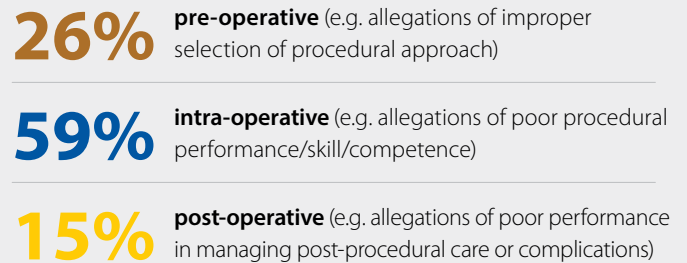 26% pre-operative (e.g. allegations of improper
selection of procedural approach)
59% intra-operative (e.g. allegations of poor procedural
performance/skill/competence)
15% post-operative (e.g. allegations of poor performance
in managing post-procedural care or complications)